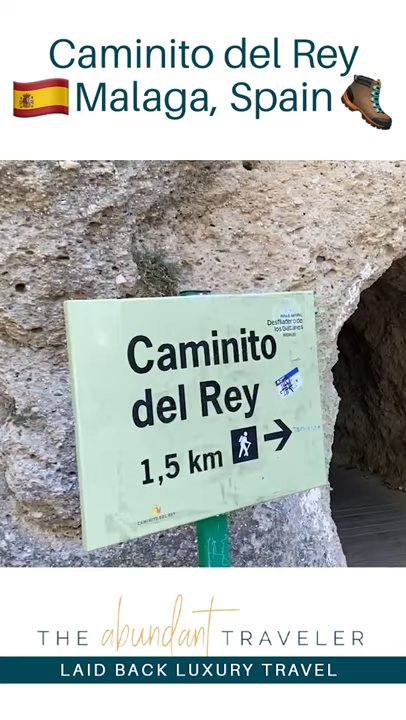 Caminito del Rey
Malaga, Spain
Desfiladero de
los Gaitanes
Caminito
del Rey
1,5 km
CAMINITO DEL REY
THE abundant TRAVELER
LAID BACK LUXURY TRAVEL